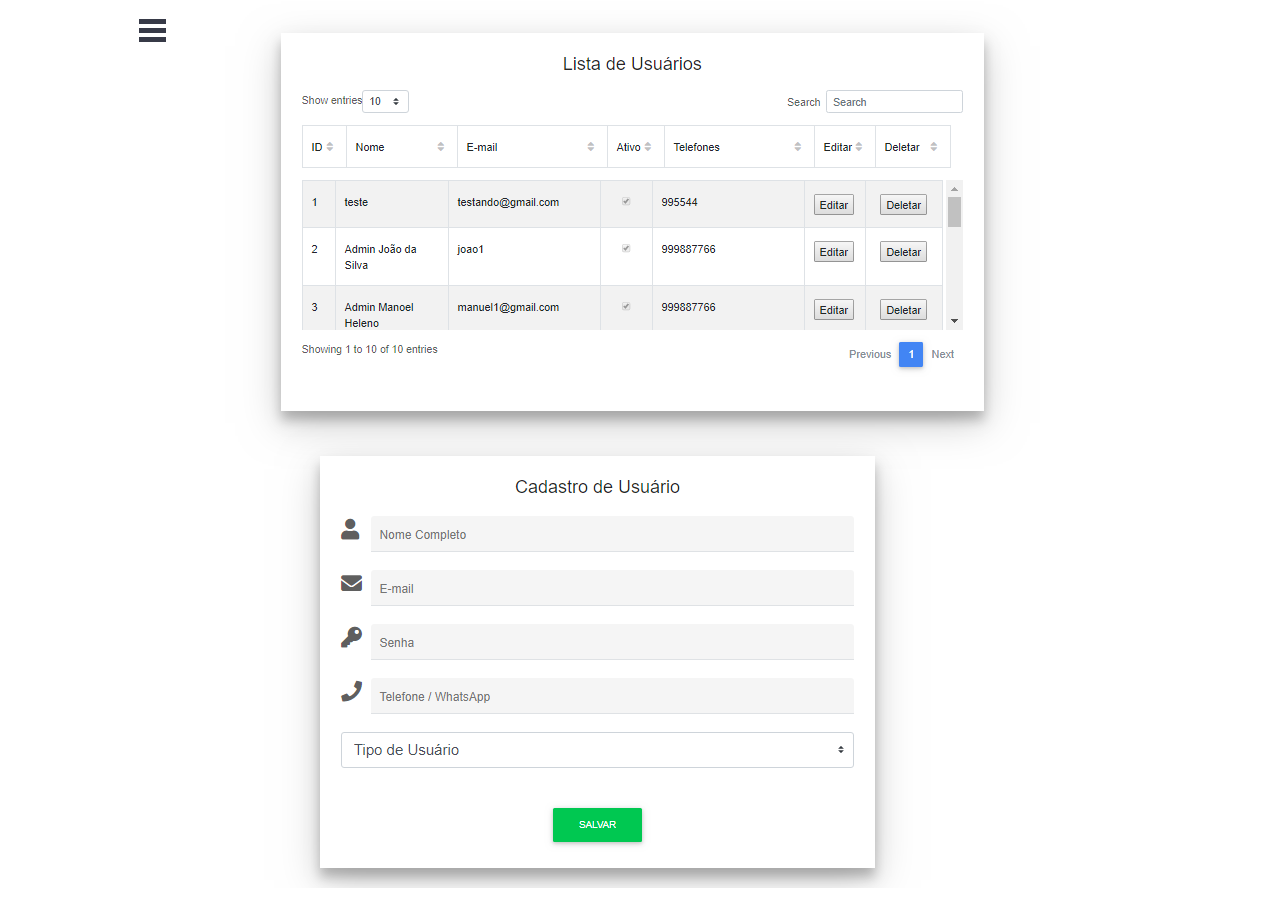 Lista de Usuários
Show entries 10 Search Search
ID Nome E-mail Ativo Telefones Editar Deletar
1 teste testando@gmail.com 995544 Editar Deletar
2 Admin João da Silva joao1 999887766 Editar Deletar
3 Admin Manoel Heleno manuel1@gmail.com 999887766 Editar Deletar
Showing 1 to 10 of 10 entries Previous 1 Next
Cadastro de Usuário
Nome Completo
E-mail
Senha
Telefone / WhatsApp
Tipo de Usuário
SALVAR